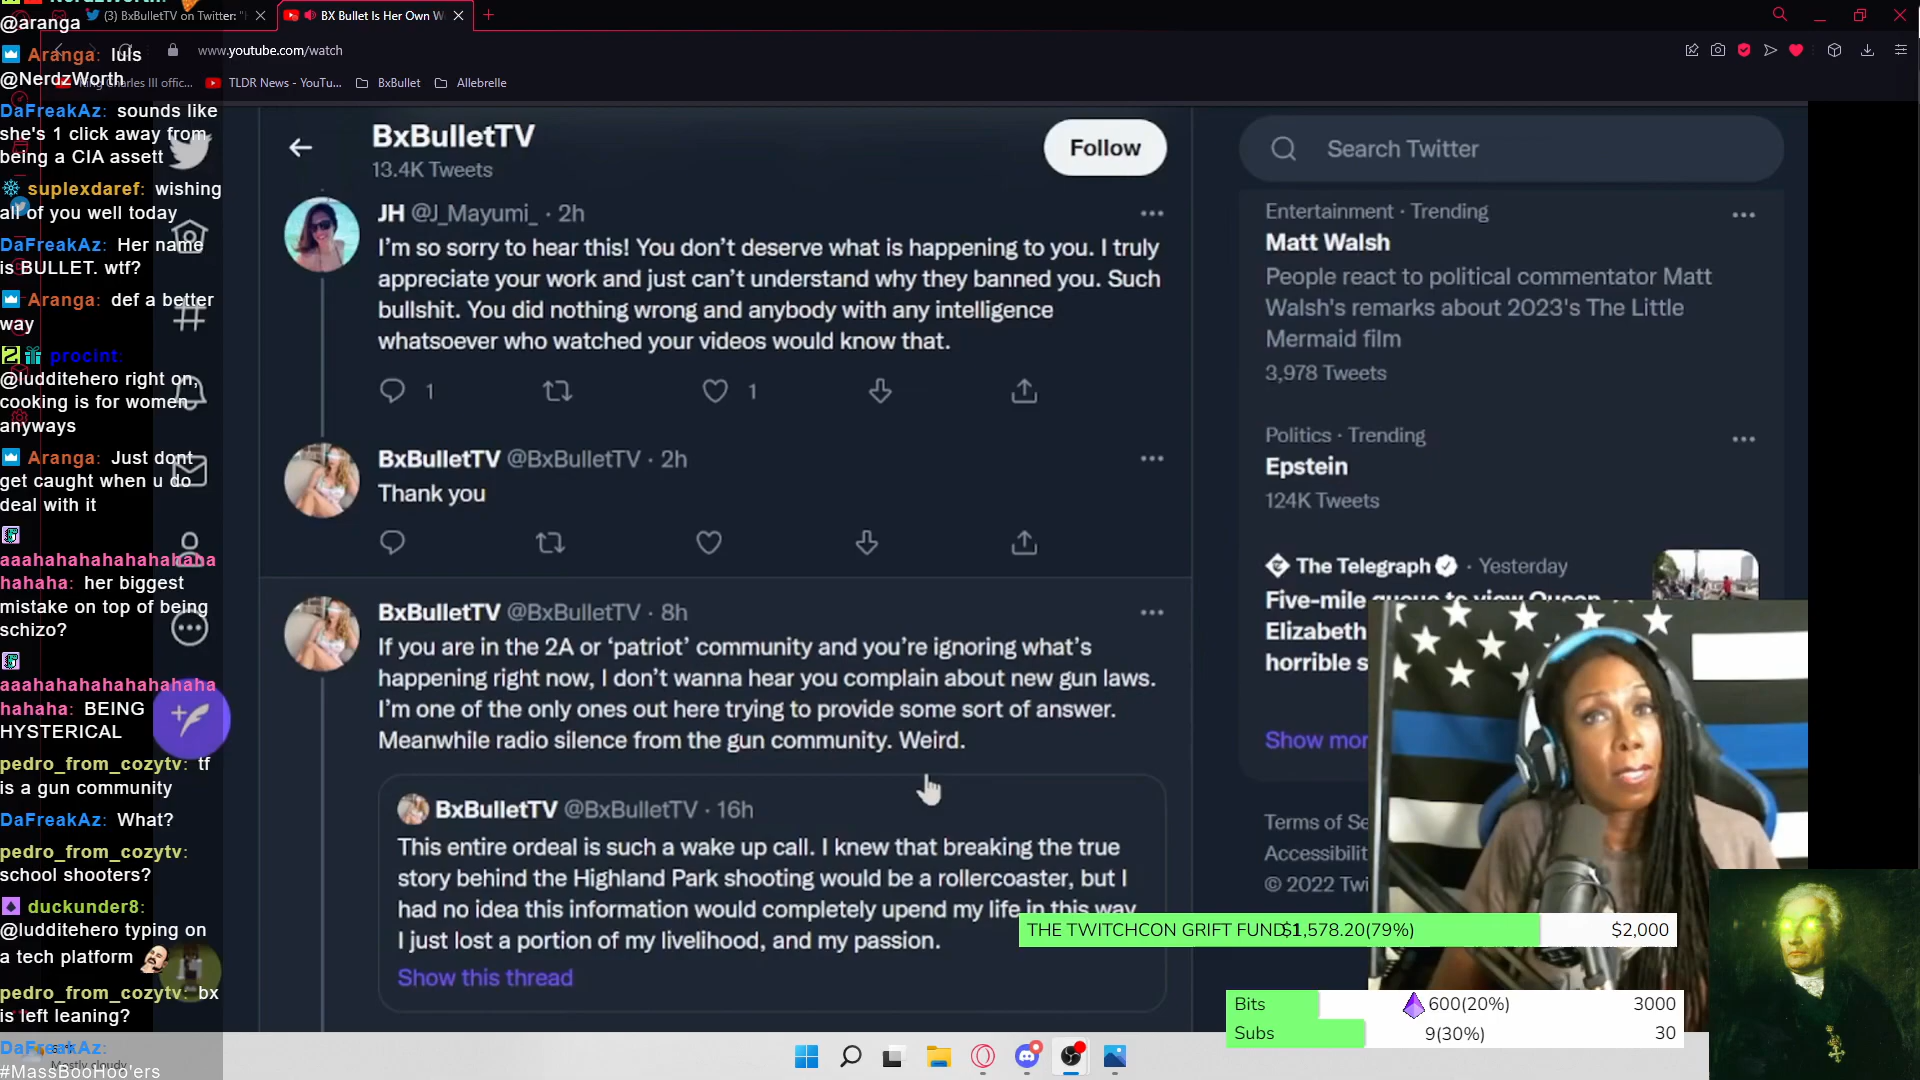 NerdzWorth:
@aranga
Aranga: luls
@NerdzWorth
DaFreakAz: sounds like
she's 1 click away from
being a CIA assett
suplexdaref: wishing
all of you well today
DaFreakAz: Her name
is BULLET. wtf?
Aranga: def a better
way
procint:
@ludditehero right on,
cooking is for women
anyways
Aranga: Just dont
get caught when u do
deal with it
aaahahahahahahaha
hahaha: her biggest
mistake on top of being
schizo?
aaahahahahahahaha
hahaha: BEING
HYSTERICAL
pedro_from_cozytv: tf
is a gun community
DaFreakAz: What?
pedro_from_cozytv:
school shooters?
duckunder8:
@ludditehero typing on
a tech platform
pedro_from_cozytv: bx
is left leaning?
DaFreakAz:
#MassBooHoo'ers
Mostly cloudy
(3) BxBulletTV on Twitter: "
BX Bullet Is Her Own W
www.youtube.com/watch
King Charles III offic...
TLDR News - YouTu...
BxBullet
Allebrelle
BxBulletTV
13.4K Tweets
Follow
Search Twitter
JH @J_Mayumi_ · 2h
I'm so sorry to hear this! You don't deserve what is happening to you. I truly
appreciate your work and just can't understand why they banned you. Such
bullshit. You did nothing wrong and anybody with any intelligence
whatsoever who watched your videos would know that.
1
1
BxBulletTV @BxBulletTV · 2h
Thank you
BxBulletTV @BxBulletTV · 8h
If you are in the 2A or 'patriot' community and you're ignoring what's
happening right now, I don't wanna hear you complain about new gun laws.
I'm one of the only ones out here trying to provide some sort of answer.
Meanwhile radio silence from the gun community. Weird.
BxBulletTV @BxBulletTV · 16h
This entire ordeal is such a wake up call. I knew that breaking the true
story behind the Highland Park shooting would be a rollercoaster, but I
had no idea this information would completely upend my life in this way.
I just lost a portion of my livelihood, and my passion.
Show this thread
Entertainment · Trending
Matt Walsh
People react to political commentator Matt
Walsh's remarks about 2023's The Little
Mermaid film
3,978 Tweets
Politics · Trending
Epstein
124K Tweets
The Telegraph · Yesterday
Five-mile queue to view Queen
Elizabeth
horrible s
Show mor
Terms of Se
Accessibilit
© 2022 Twi
THE TWITCHCON GRIFT FUND $1,578.20(79%) $2,000
Bits 600(20%) 3000
Subs 9(30%) 30